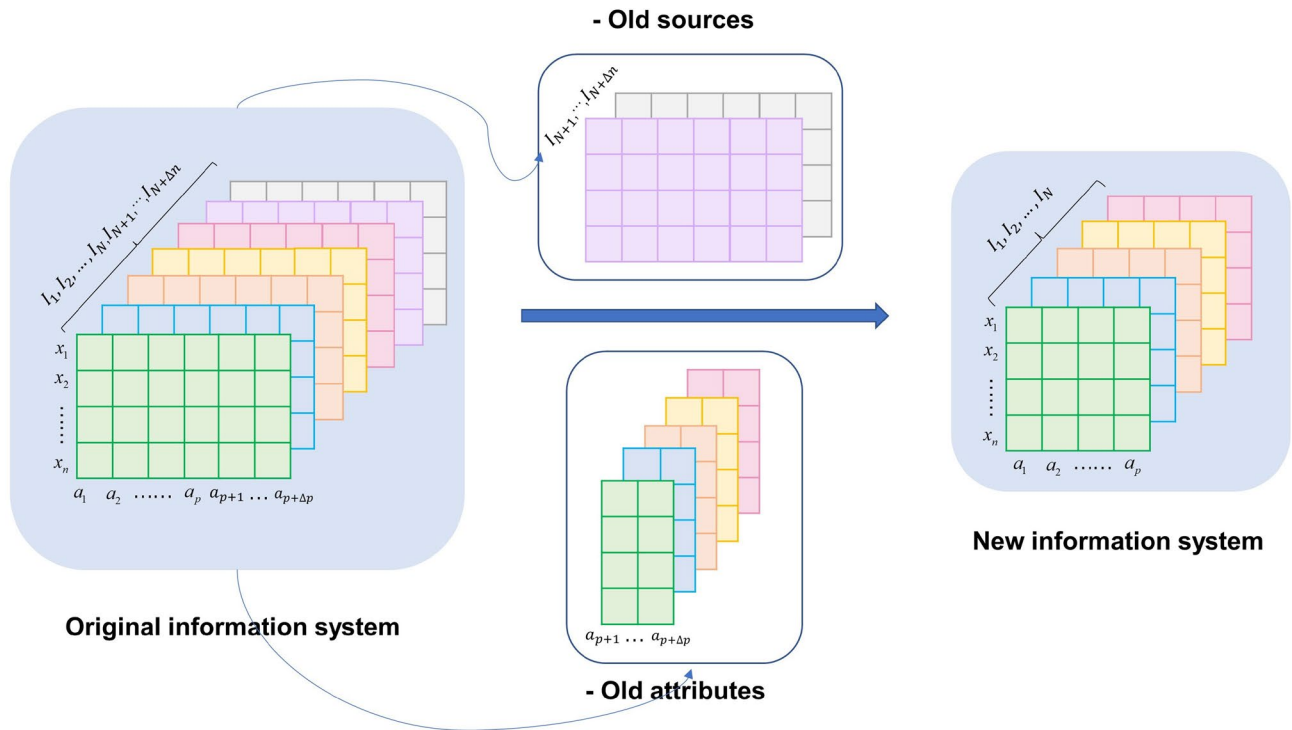 - Old sources
I_{N+1}, ..., I_{N+Δn}
I_1, I_2, ..., I_N, I_{N+1}, ..., I_{N+Δn}
x_1
x_2
......
x_n
a_1 a_2 ...... a_p a_{p+1} ... a_{p+Δp}
Original information system
a_{p+1} ... a_{p+Δp}
- Old attributes
I_1, I_2, ..., I_N
x_1
x_2
......
x_n
a_1 a_2 ...... a_p
New information system